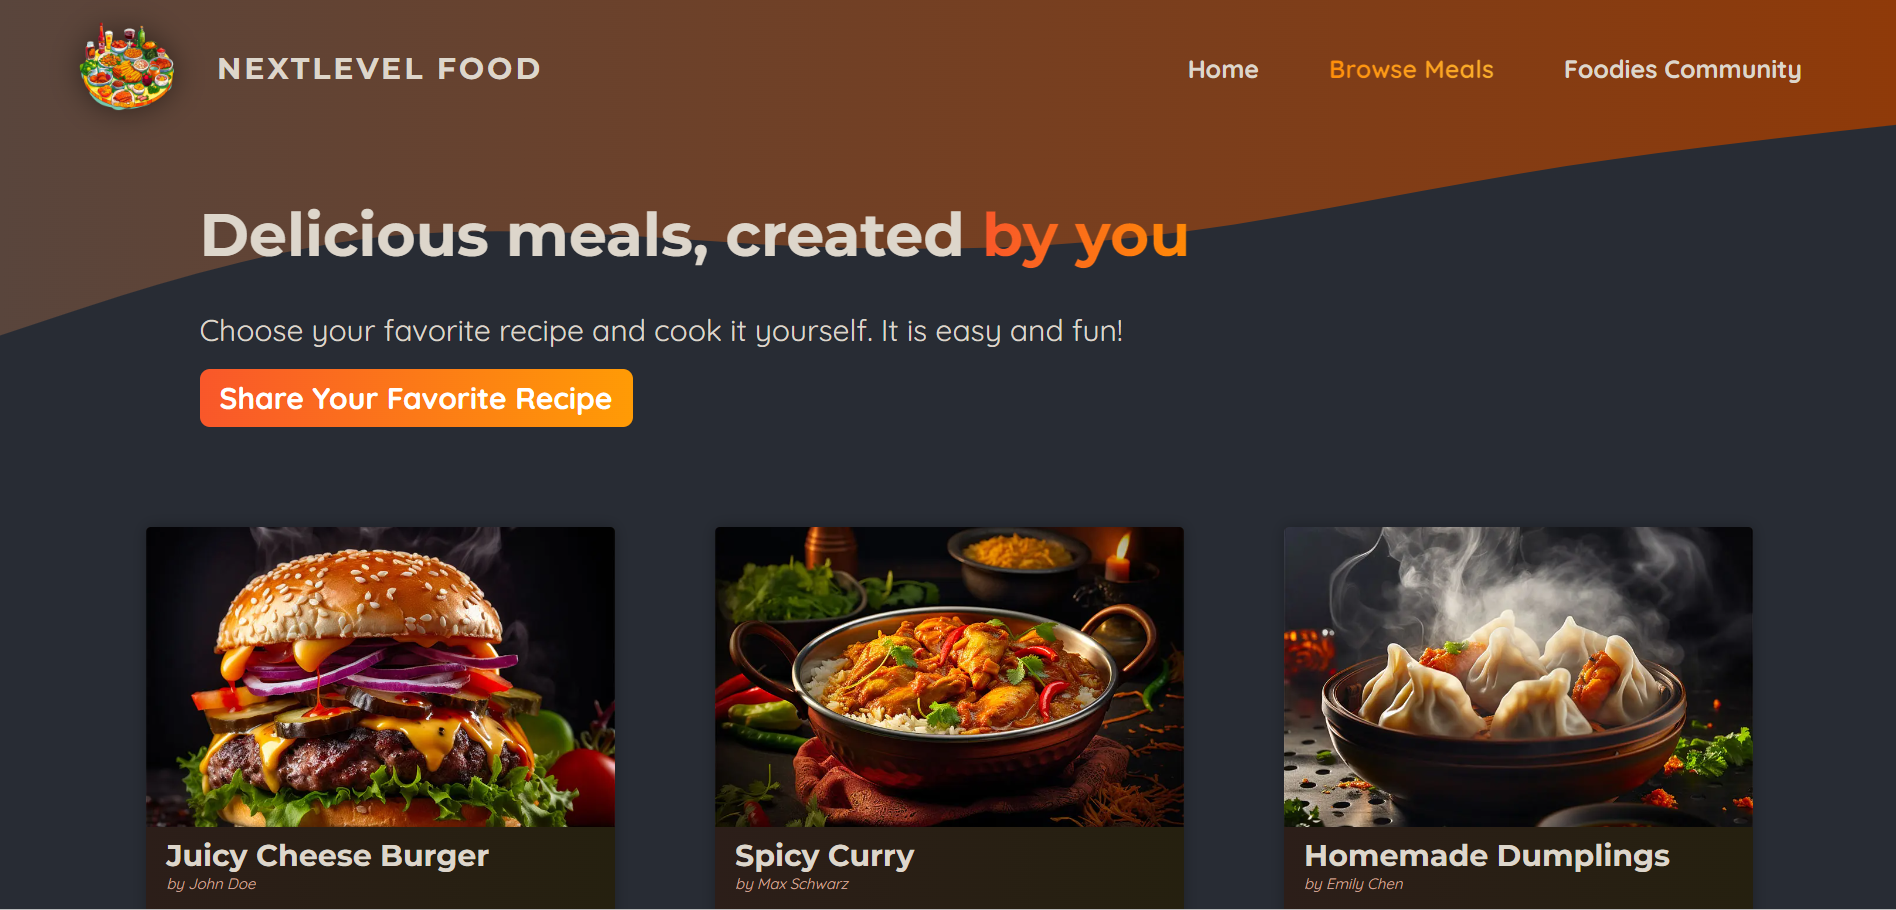 NEXTLEVEL FOOD
Home
Browse Meals
Foodies Community
Delicious meals, created by you
Choose your favorite recipe and cook it yourself. It is easy and fun!
Share Your Favorite Recipe
Juicy Cheese Burger
by John Doe
Spicy Curry
by Max Schwarz
Homemade Dumplings
by Emily Chen